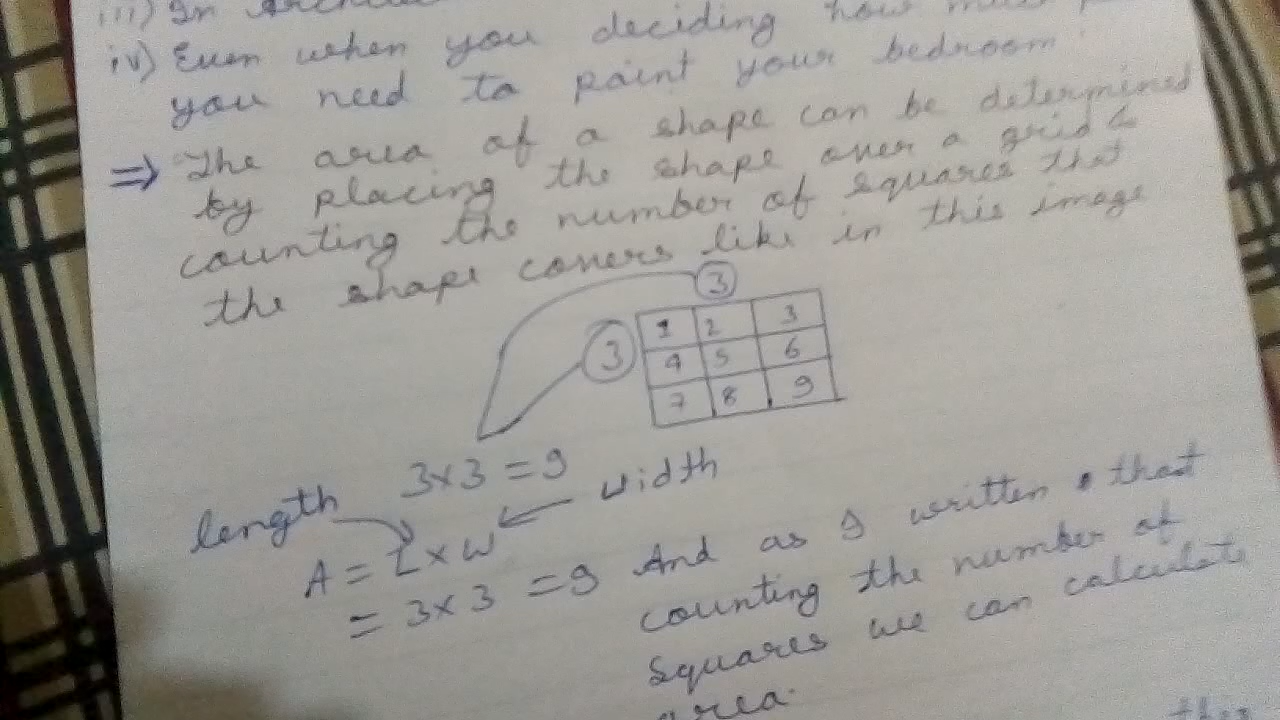 iii) In
iv) Even when you deciding how much
you need to paint your bedroom.
⇒ The area of a shape can be determined
by placing the shape over a grid &
counting the number of squares that
the shape covers like in this image
3
3
1 2 3
4 5 6
7 8 9
3×3 = 9
length
width
A = L × W
= 3×3 = 9
And as I written that
counting the number of
squares we can calculate
area.
this